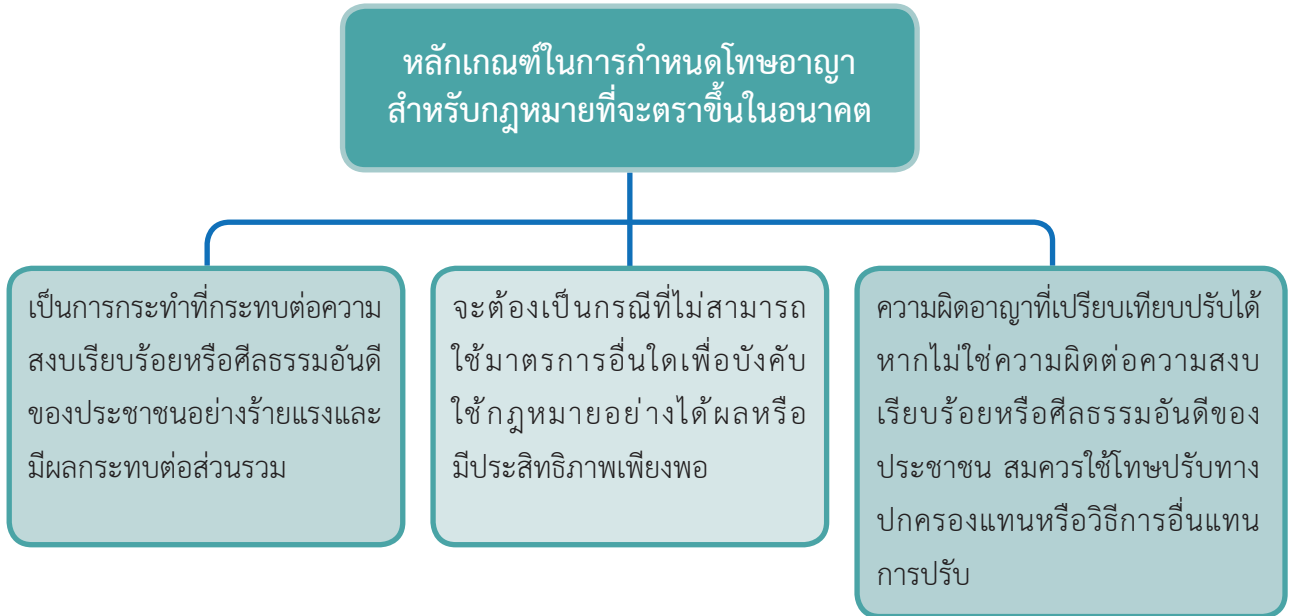 หลักเกณฑ์ในการกำหนดโทษอาญา
สำหรับกฎหมายที่จะตราขึ้นในอนาคต
เป็นการกระทำที่กระทบต่อความ
สงบเรียบร้อยหรือศีลธรรมอันดี
ของประชาชนอย่างร้ายแรงและ
มีผลกระทบต่อส่วนรวม
จะต้องเป็นกรณีที่ไม่สามารถ
ใช้มาตรการอื่นใดเพื่อบังคับ
ใช้กฎหมายอย่างได้ผลหรือ
มีประสิทธิภาพเพียงพอ
ความผิดอาญาที่เปรียบเทียบปรับได้
หากไม่ใช่ความผิดต่อความสงบ
เรียบร้อยหรือศีลธรรมอันดีของ
ประชาชน สมควรใช้โทษปรับทาง
ปกครองแทนหรือวิธีการอื่นแทน
การปรับ